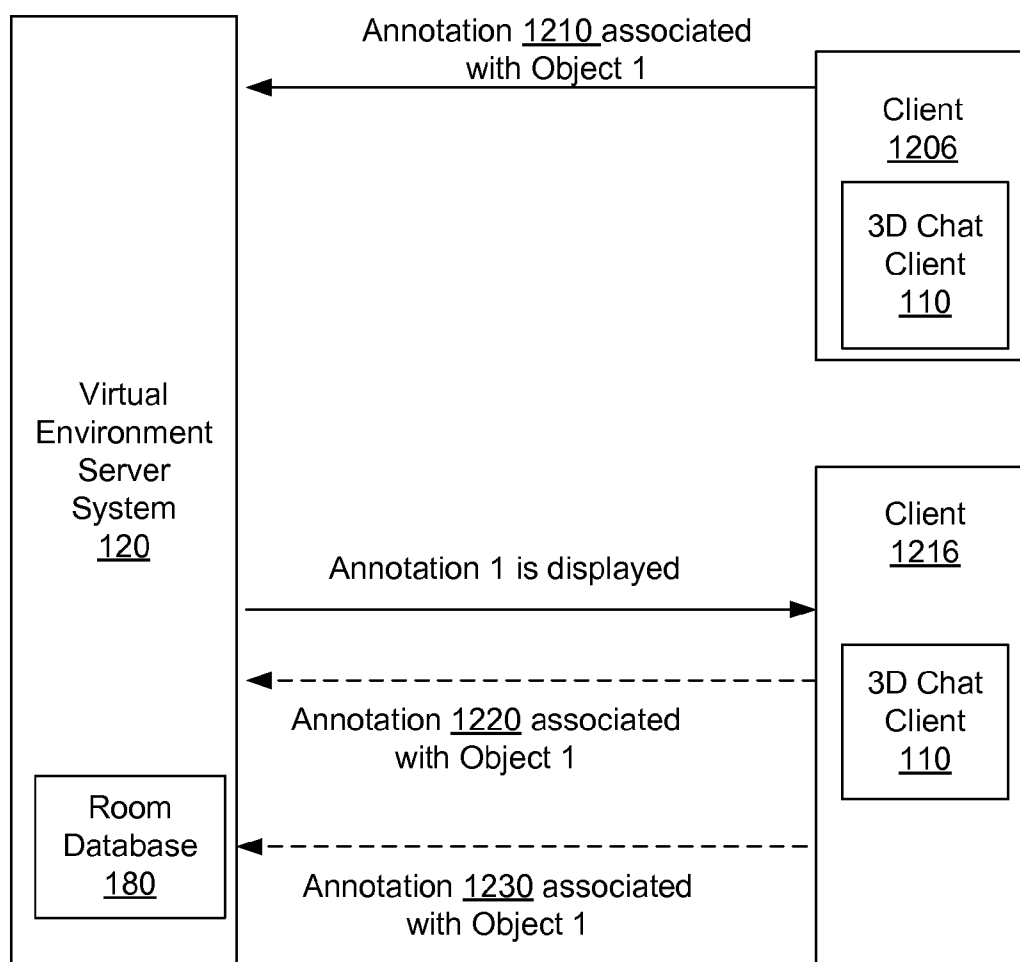 Annotation 1210 associated
with Object 1
Client
1206
3D Chat
Client
110
Virtual
Environment
Server
System
120
Client
1216
Annotation 1 is displayed
3D Chat
Client
110
Annotation 1220 associated
with Object 1
Room
Database
180
Annotation 1230 associated
with Object 1